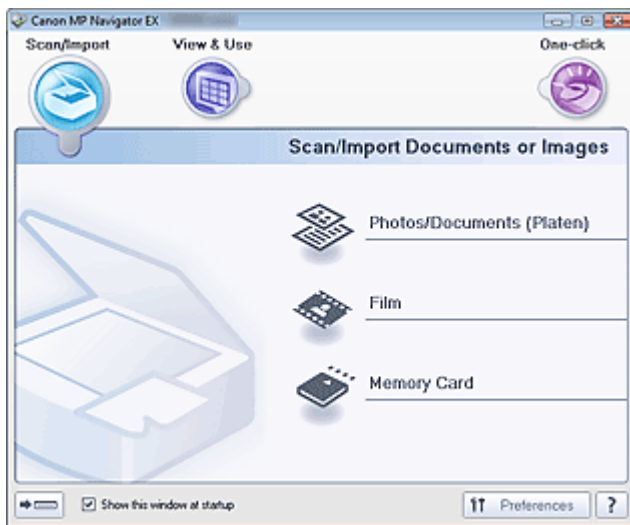 Canon MP Navigator EX
Scan/Import
View & Use
One-click
Scan/Import Documents or Images
Photos/Documents (Platen)
Film
Memory Card
Show this window at startup
Preferences
?